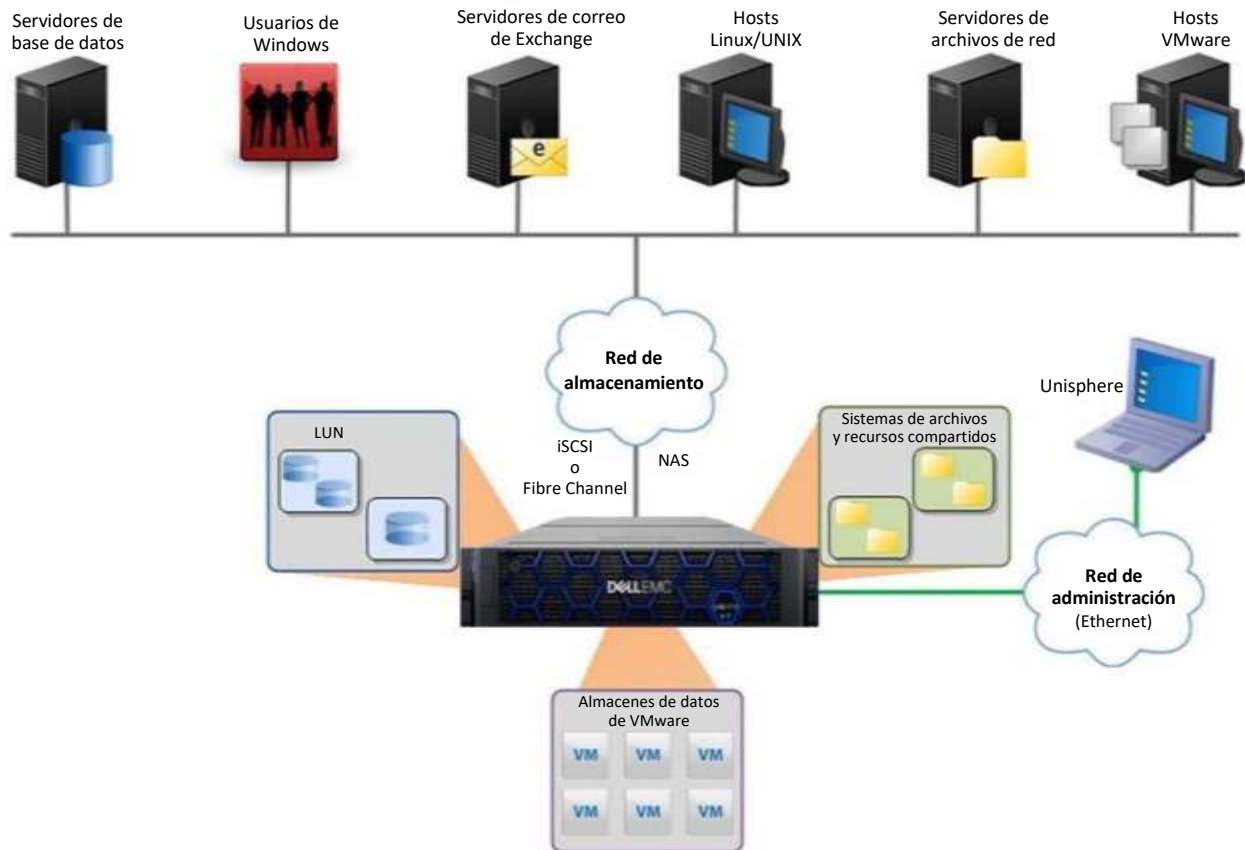 Servidores de
base de datos
Usuarios de
Windows
Servidores de correo
de Exchange
Hosts
Linux/UNIX
Servidores de
archivos de red
Hosts
VMware
e
Red de
almacenamiento
Unisphere
LUN
iSCSI
o
Fibre Channel
NAS
Sistemas de archivos
y recursos compartidos
DELLEMC
Red de
administración
(Ethernet)
Almacenes de datos
de VMware
VM VM VM
VM VM VM